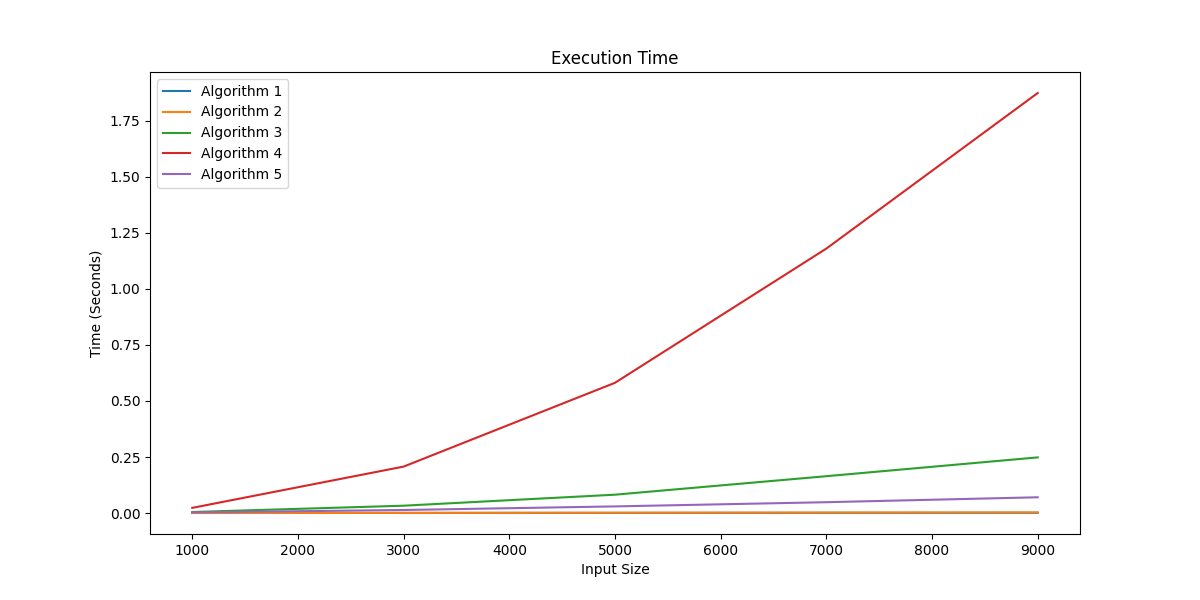 Execution Time
Algorithm 1
Algorithm 2
Algorithm 3
Algorithm 4
Algorithm 5
1.75
1.50
1.25
1.00
0.75
0.50
0.25
0.00
Time (Seconds)
1000 2000 3000 4000 5000 6000 7000 8000 9000
Input Size